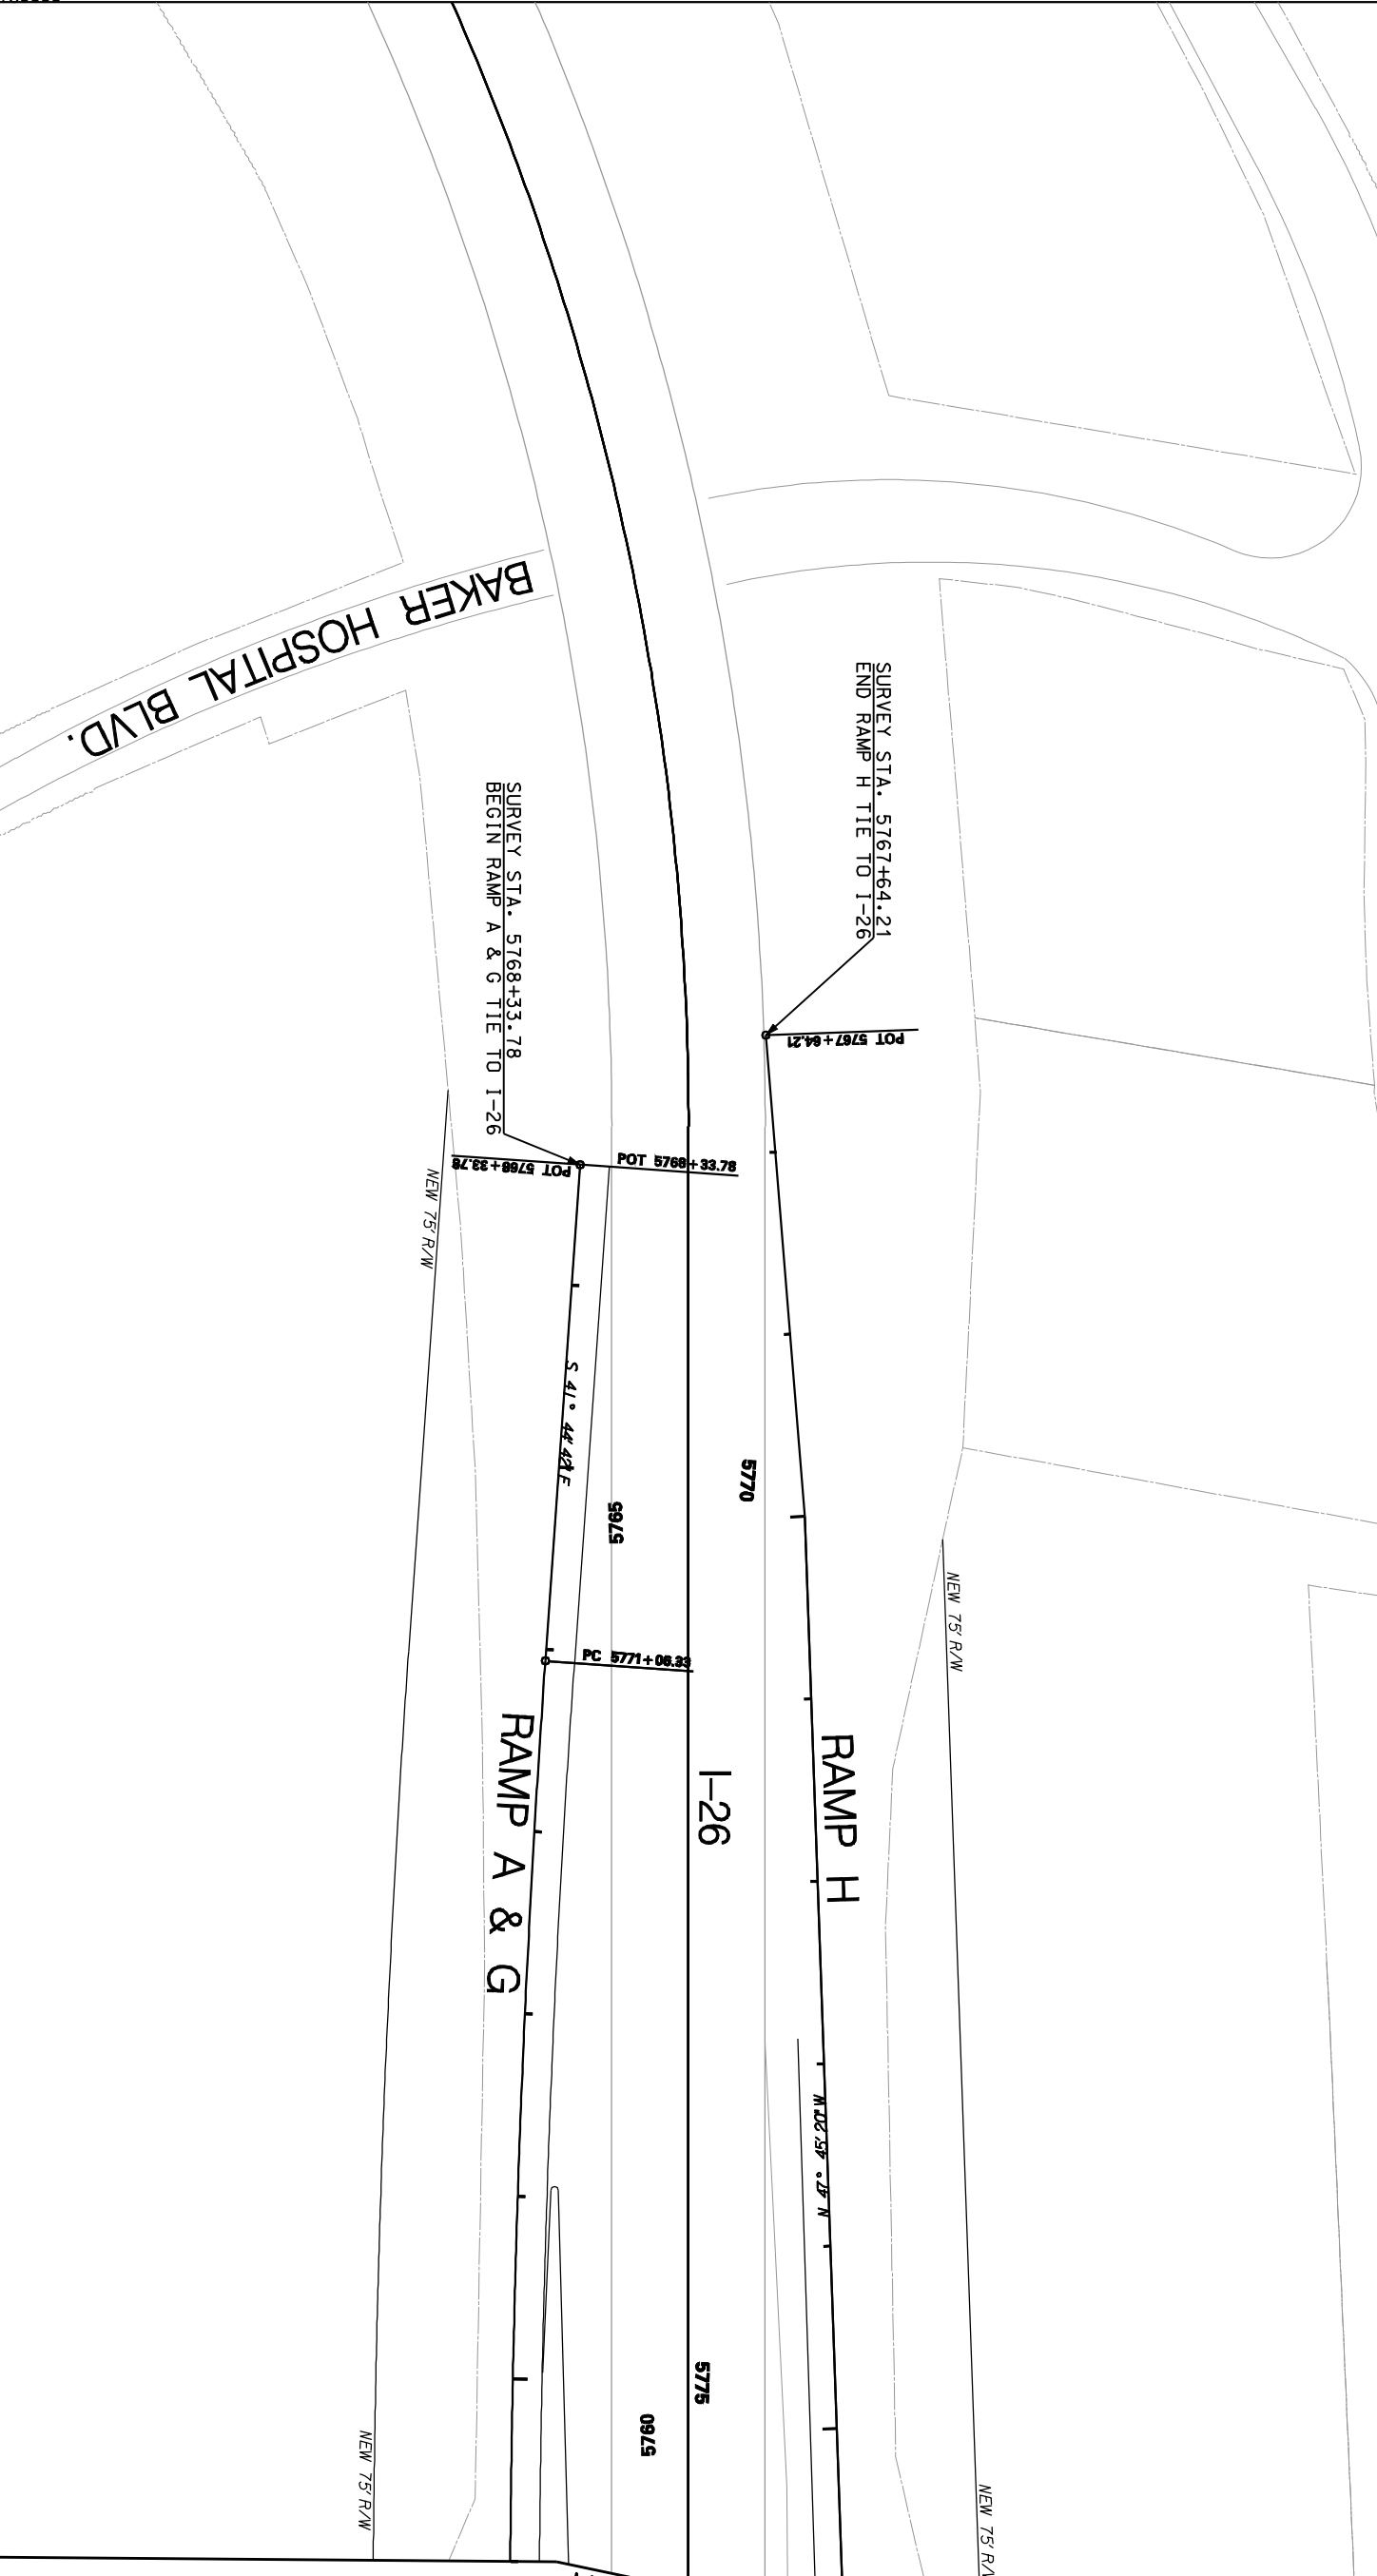 BAKER HOSPITAL BLVD.
SURVEY STA. 5767+64.21
END RAMP H TIE TO I-26
POT 5767+64.21
SURVEY STA. 5768+33.78
BEGIN RAMP A & G TIE TO I-26
POT 5768+33.78
POT 5768+33.78
NEW 75' R/W
S 41° 44' E
5770
5765
NEW 75' R/W
PC 5771+06.33
RAMP A & G
I-26
RAMP H
N 47° 45' 02" W
5775
5760
NEW 75' R/W
NEW 75' R/